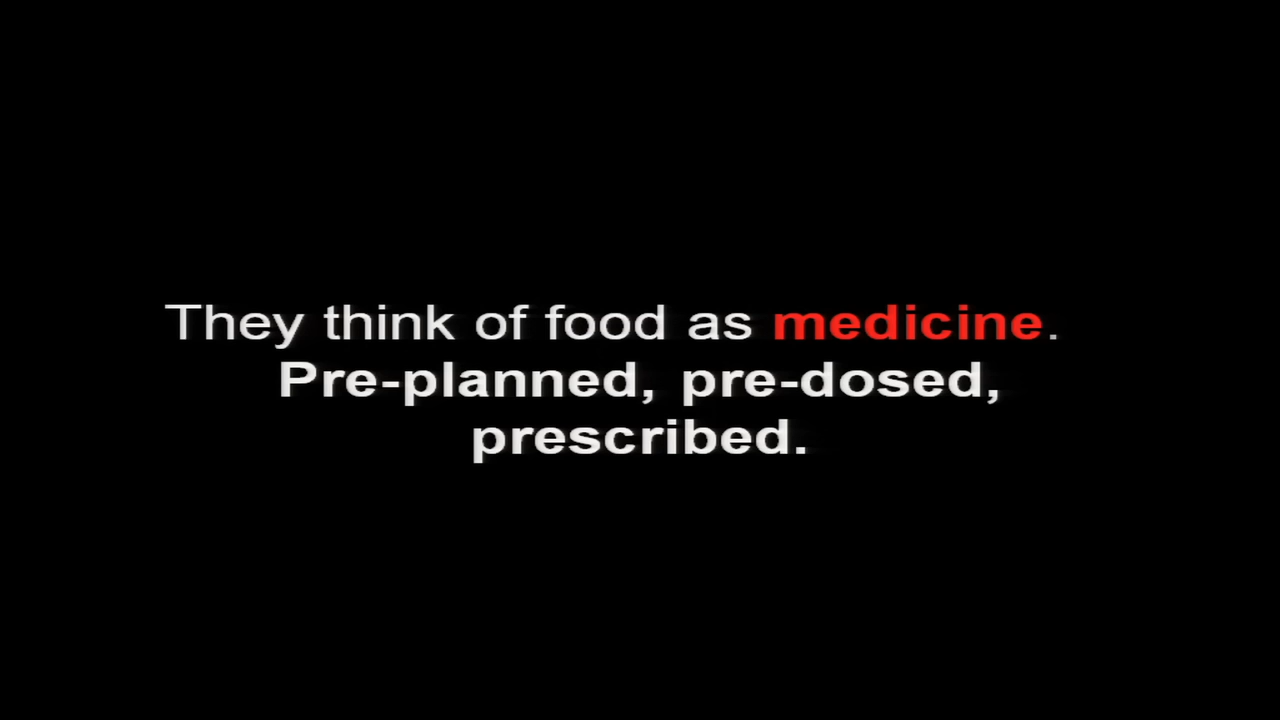 They think of food as medicine.
Pre-planned, pre-dosed,
prescribed.